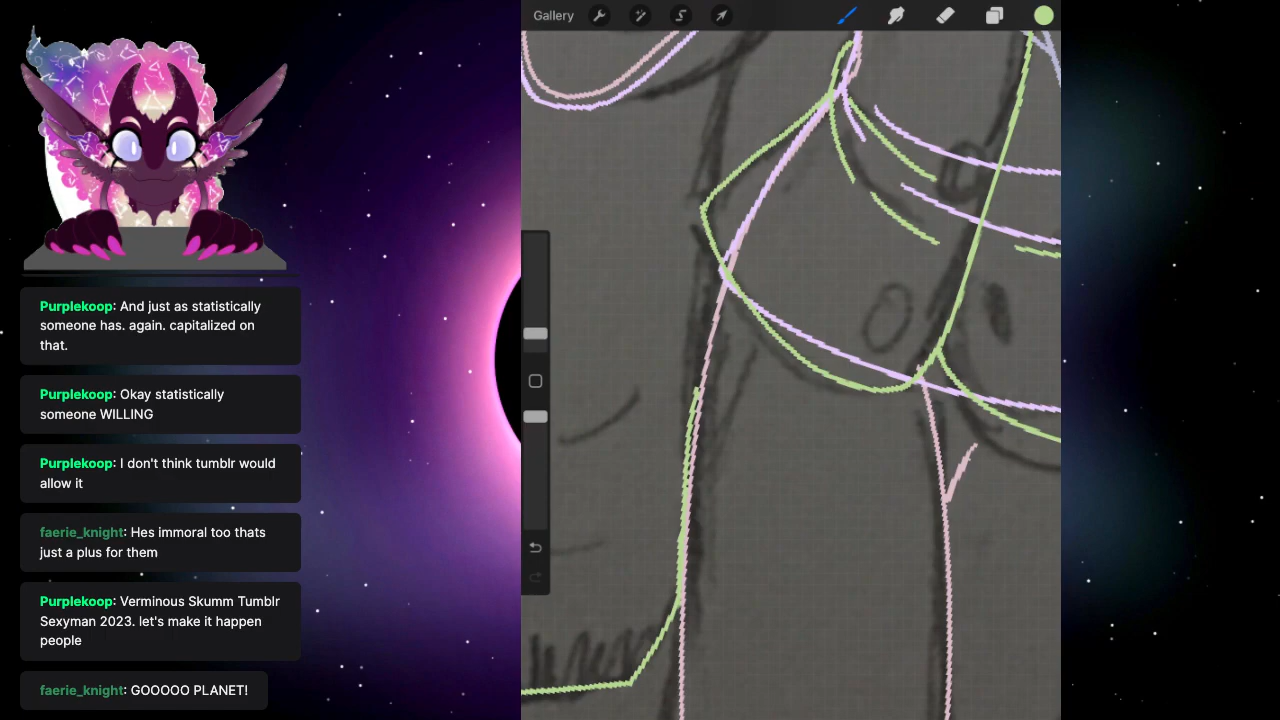 Gallery
Purplekoop: And just as statistically
someone has. again. capitalized on
that.
Purplekoop: Okay statistically
someone WILLING
Purplekoop: I don't think tumblr would
allow it
faerie_knight: Hes immoral too thats
just a plus for them
Purplekoop: Verminous Skumm Tumblr
Sexyman 2023. let's make it happen
people
faerie_knight: GOOOOO PLANET!